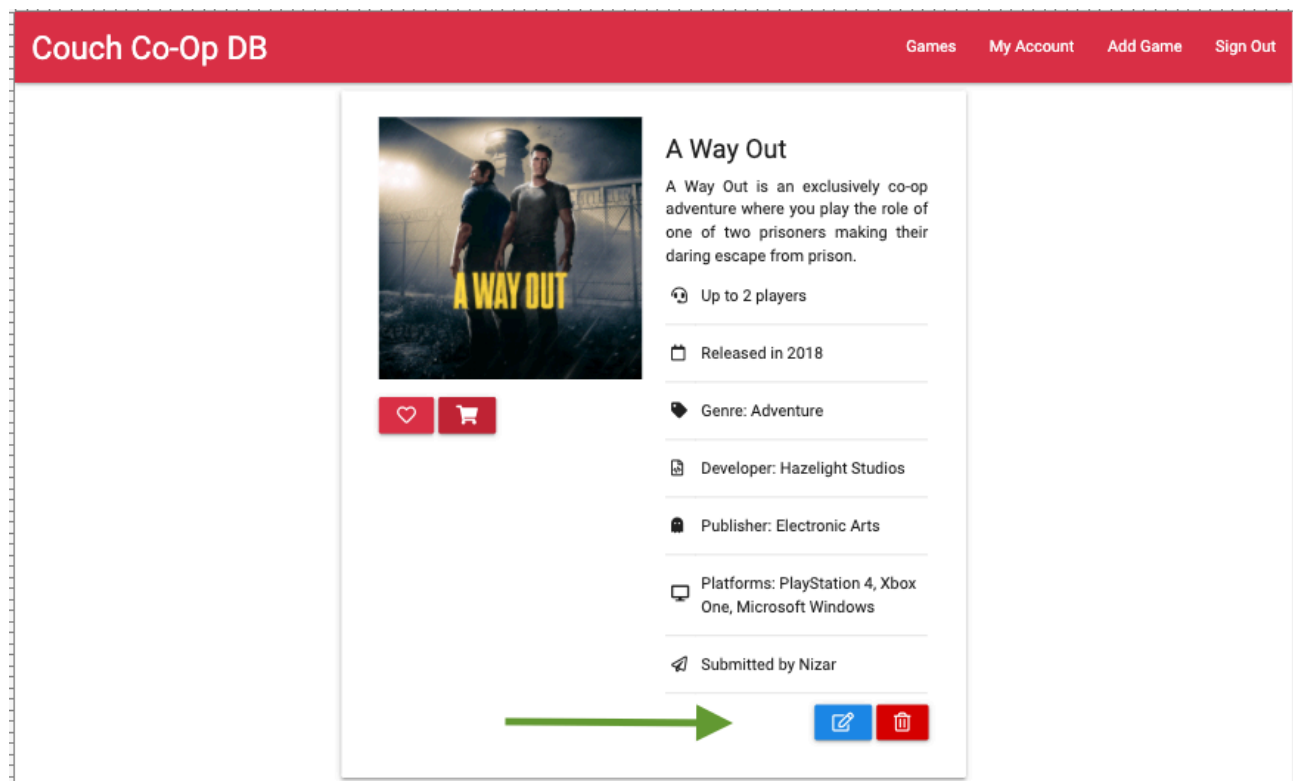 Couch Co-Op DB
Games My Account Add Game Sign Out
A WAY OUT
A Way Out
A Way Out is an exclusively co-op
adventure where you play the role of
one of two prisoners making their
daring escape from prison.
Up to 2 players
Released in 2018
Genre: Adventure
Developer: Hazelight Studios
Publisher: Electronic Arts
Platforms: PlayStation 4, Xbox
One, Microsoft Windows
Submitted by Nizar